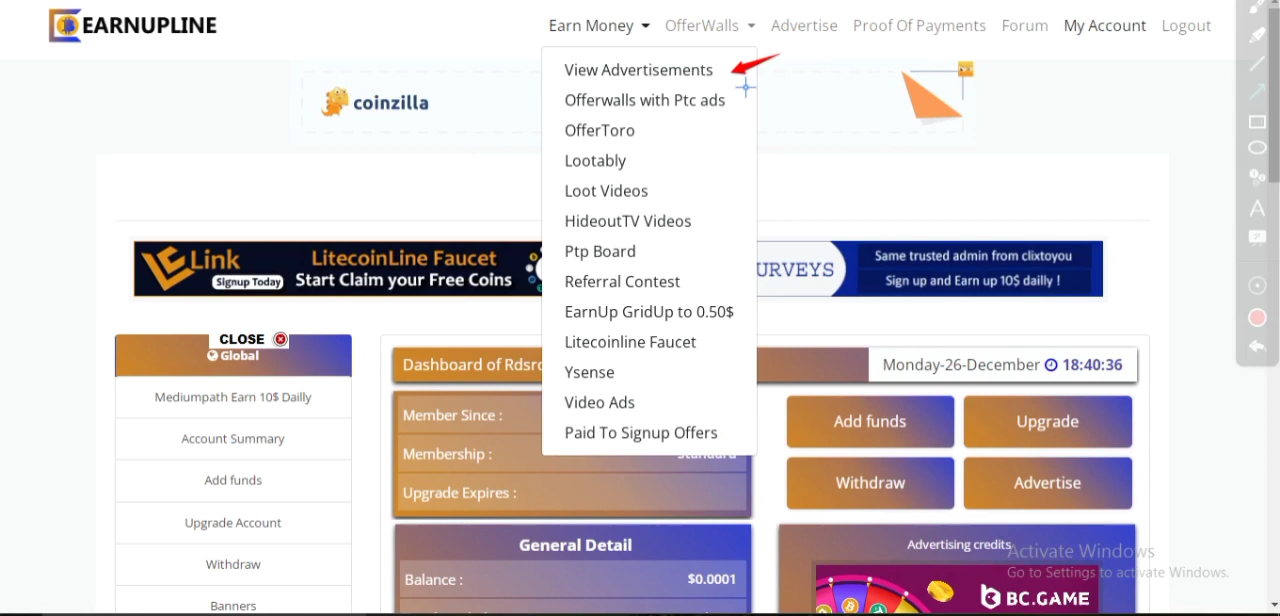 EARNUPLINE
Earn Money OfferWalls Advertise Proof Of Payments Forum My Account Logout
View Advertisements
Offerwalls with Ptc ads
OfferToro
Lootably
Loot Videos
HideoutTV Videos
Ptp Board
Referral Contest
EarnUp GridUp to 0.50$
Litecoinline Faucet
Ysense
Video Ads
Paid To Signup Offers
coinzilla
Link
Signup Today
LitecoinLine Faucet
Start Claim your Free Coins
URVEYS
Same trusted admin from clixtoyou
Sign up and Earn up 10$ dailly !
CLOSE
Global
Mediumpath Earn 10$ Dailly
Account Summary
Add funds
Upgrade Account
Withdraw
Banners
Dashboard of Rdsr
Monday-26-December 18:40:36
Member Since :
Membership : Standard
Upgrade Expires :
Add funds
Upgrade
Withdraw
Advertise
General Detail
Balance : $0.0001
Advertising credits
BC.GAME
Activate Windows
Go to Settings to activate Windows.